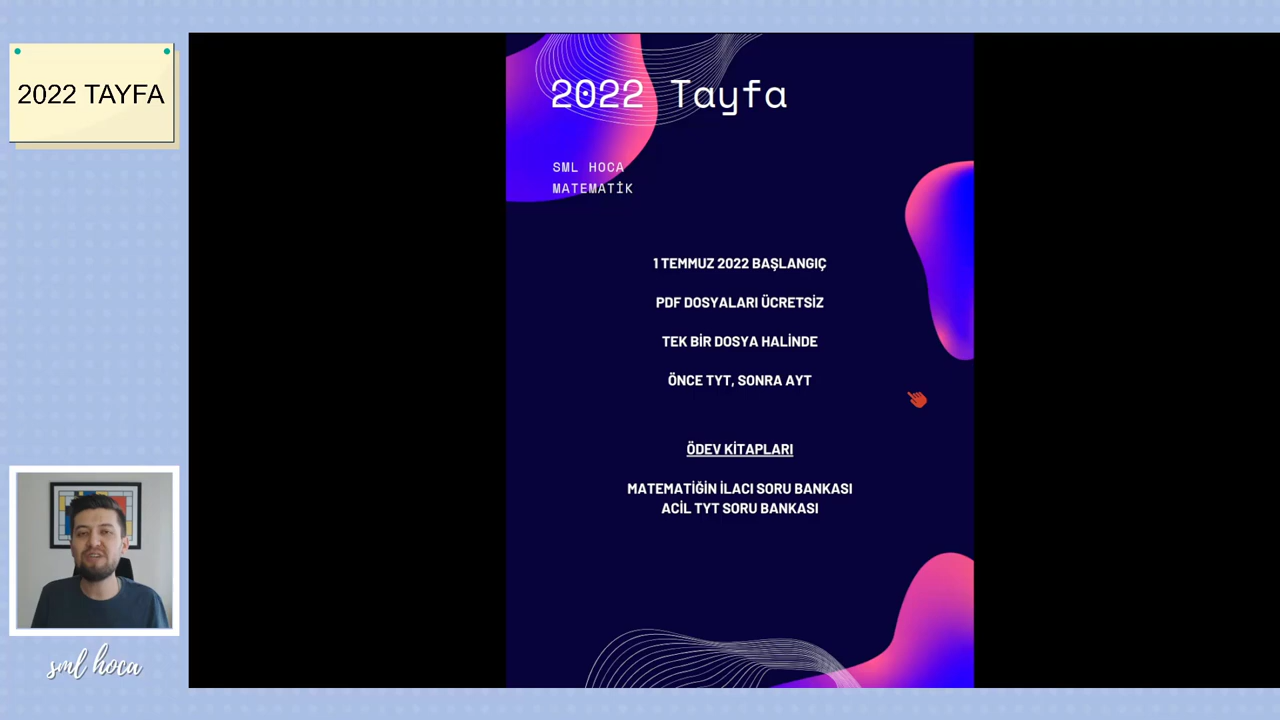 2022 TAYFA
2022 Tayfa
SML HOCA
MATEMATİK
1 TEMMUZ 2022 BAŞLANGIÇ
PDF DOSYALARI ÜCRETSİZ
TEK BİR DOSYA HALİNDE
ÖNCE TYT, SONRA AYT
ÖDEV KİTAPLARI
MATEMATİĞİN İLACI SORU BANKASI
ACİL TYT SORU BANKASI
sml hoca